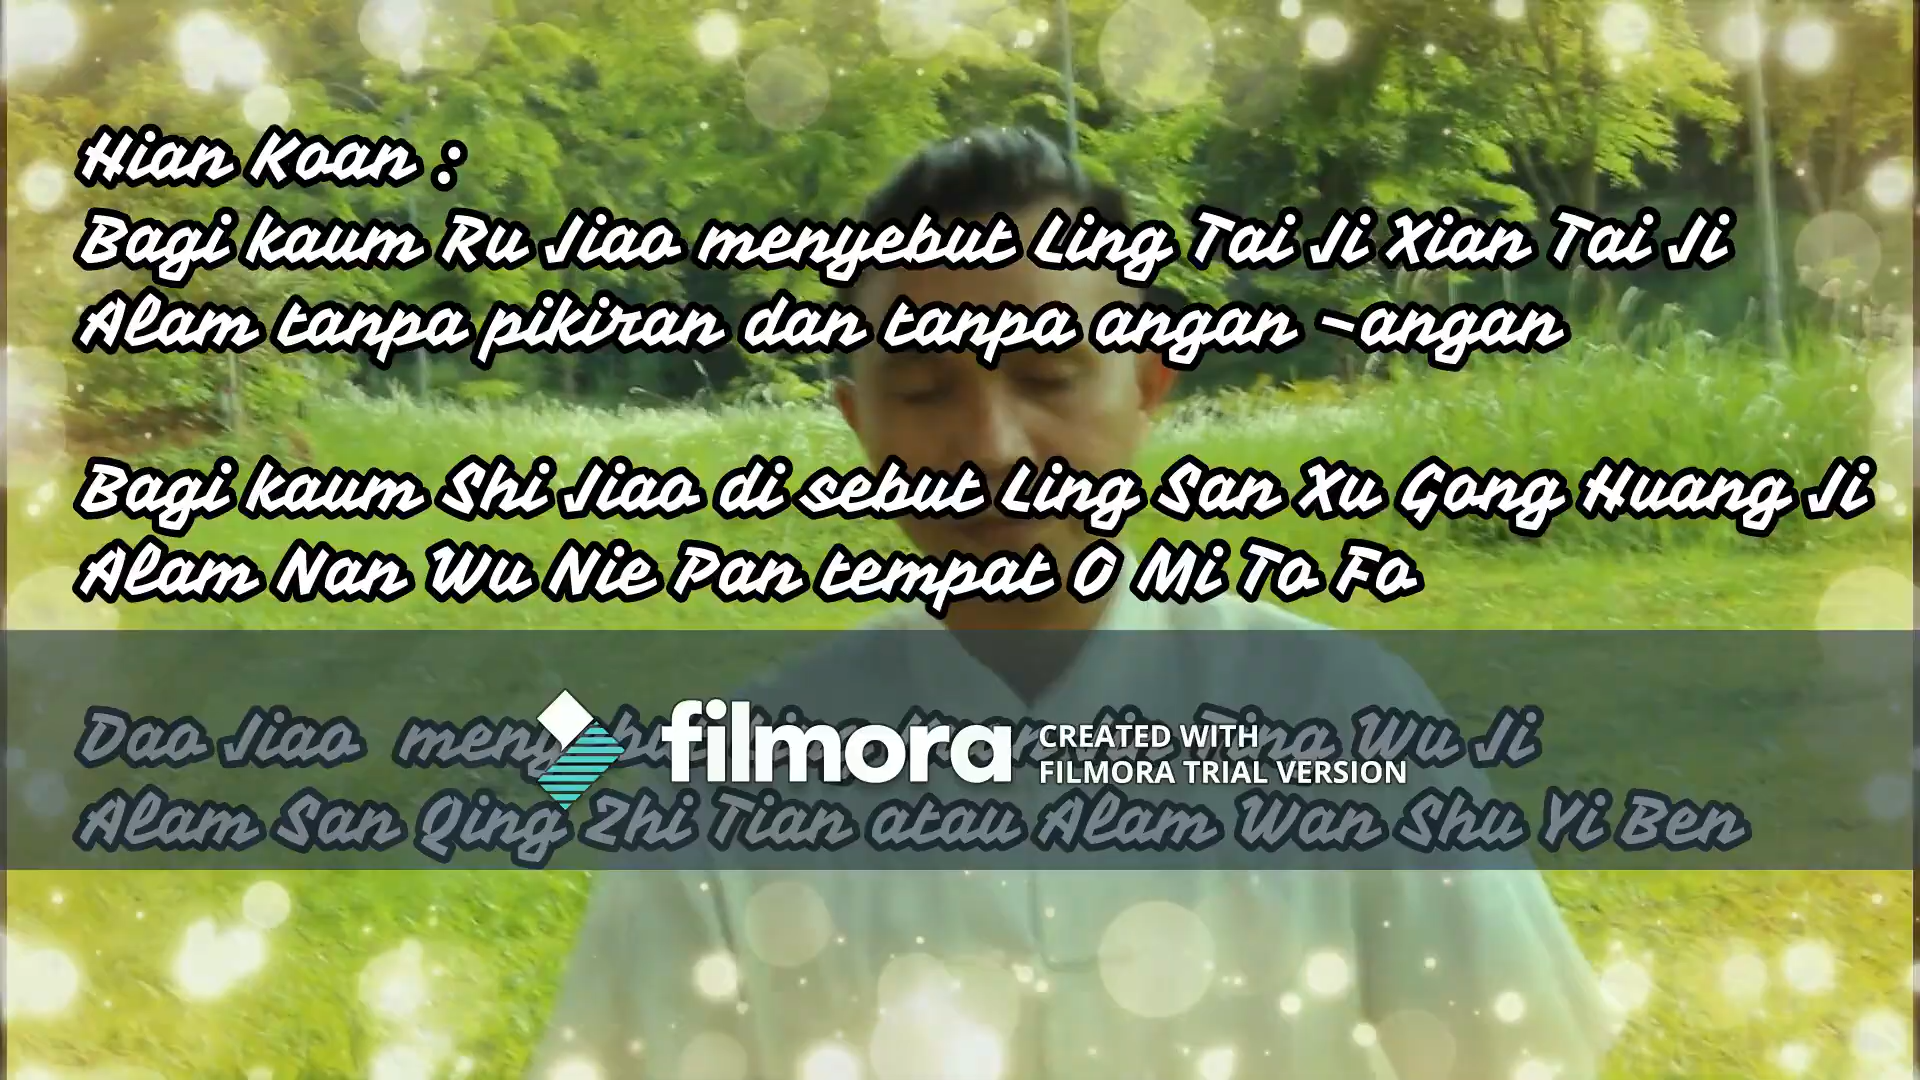 Hian Koan :
Bagi kaum Ru Jiao menyebut Ling Tai Ji Xian Tai Ji
Alam tanpa pikiran dan tanpa angan -angan
Bagi kaum Shi Jiao di sebut Ling San Xu Gong Huang Ji
Alam Nan Wu Nie Pan tempat O Mi To Fo
Dao Jiao menyebut Ting Wu Ji
filmora
CREATED WITH
FILMORA TRIAL VERSION
Alam San Qing Zhi Tian atau Alam Wan Shu Yi Ben